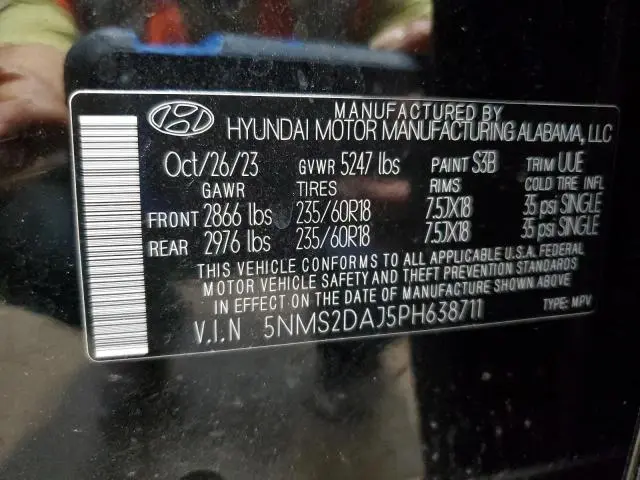 MANUFACTURED BY
HYUNDAI MOTOR MANUFACTURING ALABAMA, LLC
Oct/26/23 GVWR 5247 lbs PAINT S3B TRIM UUE
GAWR TIRES RIMS COLD TIRE INFL
FRONT 2866 lbs 235/60R18 7.5JX18 35 psi SINGLE
REAR 2976 lbs 235/60R18 7.5JX18 35 psi SINGLE
THIS VEHICLE CONFORMS TO ALL APPLICABLE U.S.A. FEDERAL
MOTOR VEHICLE SAFETY AND THEFT PREVENTION STANDARDS
IN EFFECT ON THE DATE OF MANUFACTURE SHOWN ABOVE
V.I.N 5NMS2DAJ5PH638711 TYPE: MPV